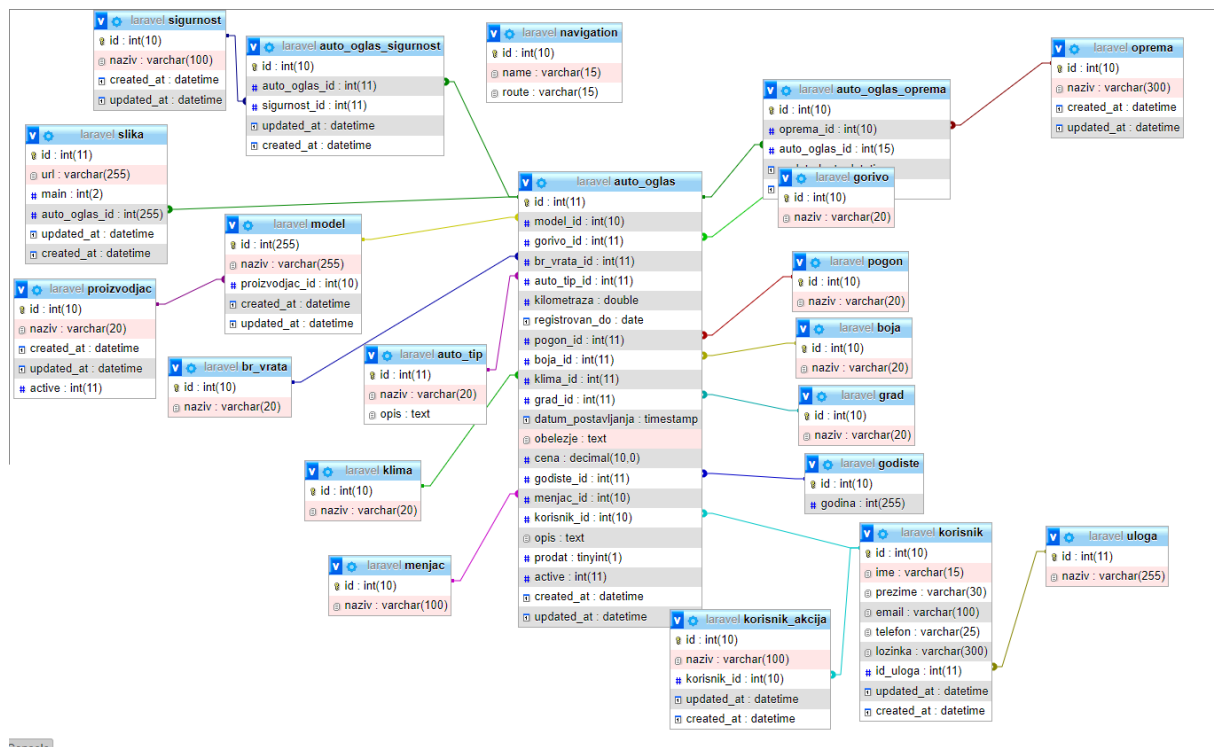 laravel sigurnost
id : int(10)
naziv : varchar(100)
created_at : datetime
updated_at : datetime
laravel auto_oglas_sigurnost
id : int(10)
auto_oglas_id : int(11)
sigurnost_id : int(11)
updated_at : datetime
created_at : datetime
laravel navigation
id : int(10)
name : varchar(15)
route : varchar(15)
laravel auto_oglas_oprema
id : int(10)
oprema_id : int(10)
auto_oglas_id : int(15)
laravel oprema
id : int(10)
naziv : varchar(300)
created_at : datetime
updated_at : datetime
laravel slika
id : int(11)
url : varchar(255)
main : int(2)
auto_oglas_id : int(255)
updated_at : datetime
created_at : datetime
laravel gorivo
id : int(10)
naziv : varchar(20)
laravel auto_oglas
id : int(11)
model_id : int(10)
gorivo_id : int(11)
br_vrata_id : int(11)
auto_tip_id : int(11)
kilometraza : double
registrovan_do : date
pogon_id : int(11)
boja_id : int(11)
klima_id : int(11)
grad_id : int(11)
datum_postavljanja : timestamp
obelezje : text
cena : decimal(10,0)
godiste_id : int(11)
menjac_id : int(10)
korisnik_id : int(10)
opis : text
prodat : tinyint(1)
active : int(11)
created_at : datetime
updated_at : datetime
laravel model
id : int(255)
naziv : varchar(255)
proizvodjac_id : int(10)
created_at : datetime
updated_at : datetime
laravel proizvodjac
id : int(10)
naziv : varchar(20)
created_at : datetime
updated_at : datetime
active : int(11)
laravel pogon
id : int(10)
naziv : varchar(20)
laravel boja
id : int(10)
naziv : varchar(20)
laravel br_vrata
id : int(10)
naziv : varchar(20)
laravel auto_tip
id : int(11)
naziv : varchar(20)
opis : text
laravel grad
id : int(10)
naziv : varchar(20)
laravel klima
id : int(10)
naziv : varchar(20)
laravel godiste
id : int(10)
godina : int(255)
laravel menjac
id : int(10)
naziv : varchar(100)
laravel korisnik
id : int(10)
ime : varchar(15)
prezime : varchar(30)
email : varchar(100)
telefon : varchar(25)
lozinka : varchar(300)
id_uloga : int(11)
updated_at : datetime
created_at : datetime
laravel uloga
id : int(11)
naziv : varchar(255)
laravel korisnik_akcija
id : int(10)
naziv : varchar(100)
korisnik_id : int(10)
updated_at : datetime
created_at : datetime